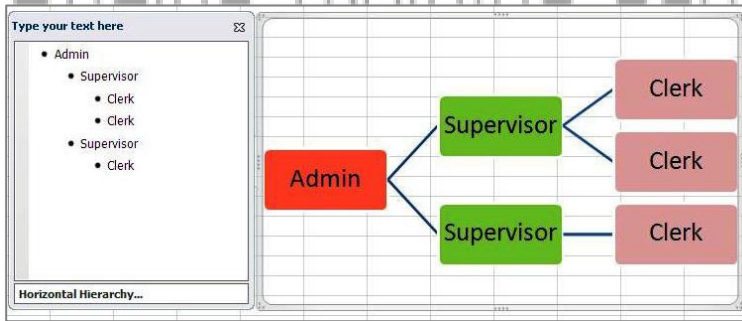 Type your text here
Admin
Supervisor
Clerk
Clerk
Supervisor
Clerk
Horizontal Hierarchy...
Admin
Supervisor
Clerk
Clerk
Supervisor
Clerk